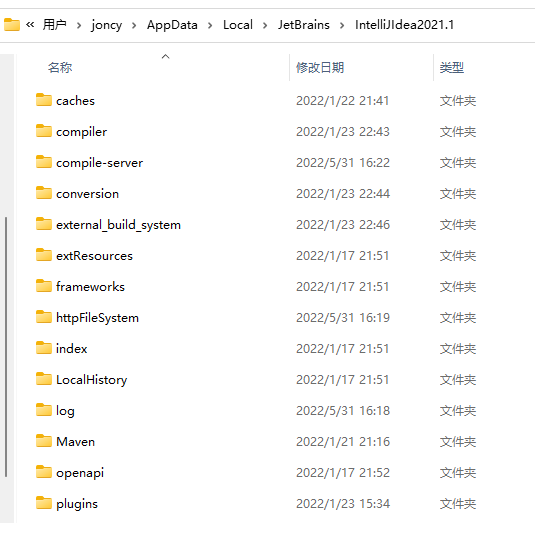 « 用户 › joncy › AppData › Local › JetBrains › IntelliJIdea2021.1
名称 修改日期 类型
caches 2022/1/22 21:41 文件夹
compiler 2022/1/23 22:43 文件夹
compile-server 2022/5/31 16:22 文件夹
conversion 2022/1/23 22:44 文件夹
external_build_system 2022/1/23 22:46 文件夹
extResources 2022/1/17 21:51 文件夹
frameworks 2022/1/17 21:51 文件夹
httpFileSystem 2022/5/31 16:19 文件夹
index 2022/1/17 21:51 文件夹
LocalHistory 2022/1/17 21:51 文件夹
log 2022/5/31 16:18 文件夹
Maven 2022/1/21 21:16 文件夹
openapi 2022/1/17 21:52 文件夹
plugins 2022/1/23 15:34 文件夹